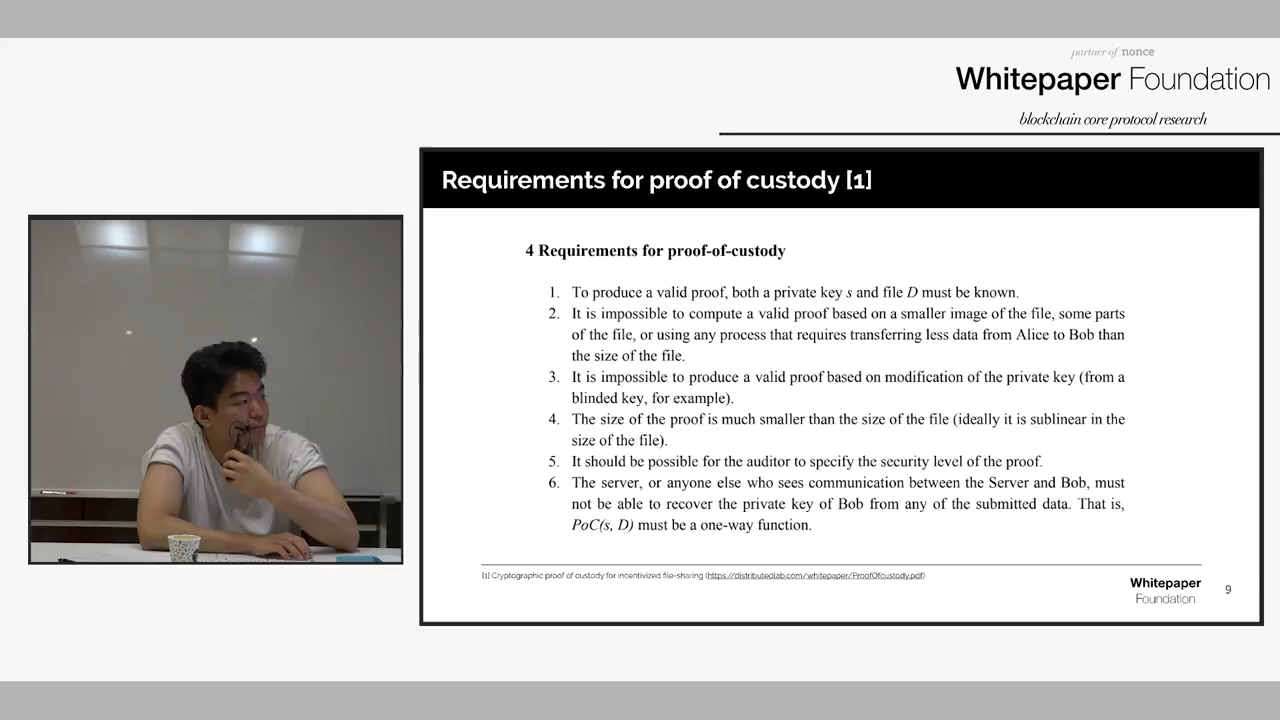 partner of nonce
Whitepaper Foundation
blockchain core protocol research
Requirements for proof of custody [1]
4 Requirements for proof-of-custody
1. To produce a valid proof, both a private key s and file D must be known.
2. It is impossible to compute a valid proof based on a smaller image of the file, some parts
of the file, or using any process that requires transferring less data from Alice to Bob than
the size of the file.
3. It is impossible to produce a valid proof based on modification of the private key (from a
blinded key, for example).
4. The size of the proof is much smaller than the size of the file (ideally it is sublinear in the
size of the file).
5. It should be possible for the auditor to specify the security level of the proof.
6. The server, or anyone else who sees communication between the Server and Bob, must
not be able to recover the private key of Bob from any of the submitted data. That is,
PoC(s, D) must be a one-way function.
[1] Cryptographic proof of custody for incentivized file-sharing (https://distributedlab.com/whitepaper/ProofOfcustody.pdf)
Whitepaper
Foundation
9